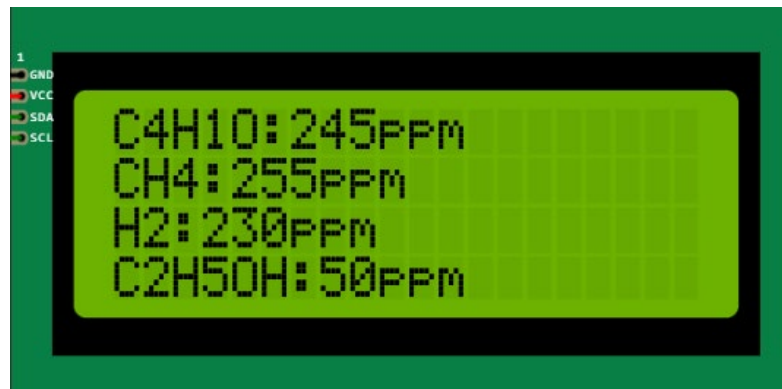 1
GND
VCC
SDA
SCL
C4H10:245ppm
CH4:255ppm
H2:230ppm
C2H5OH:50ppm